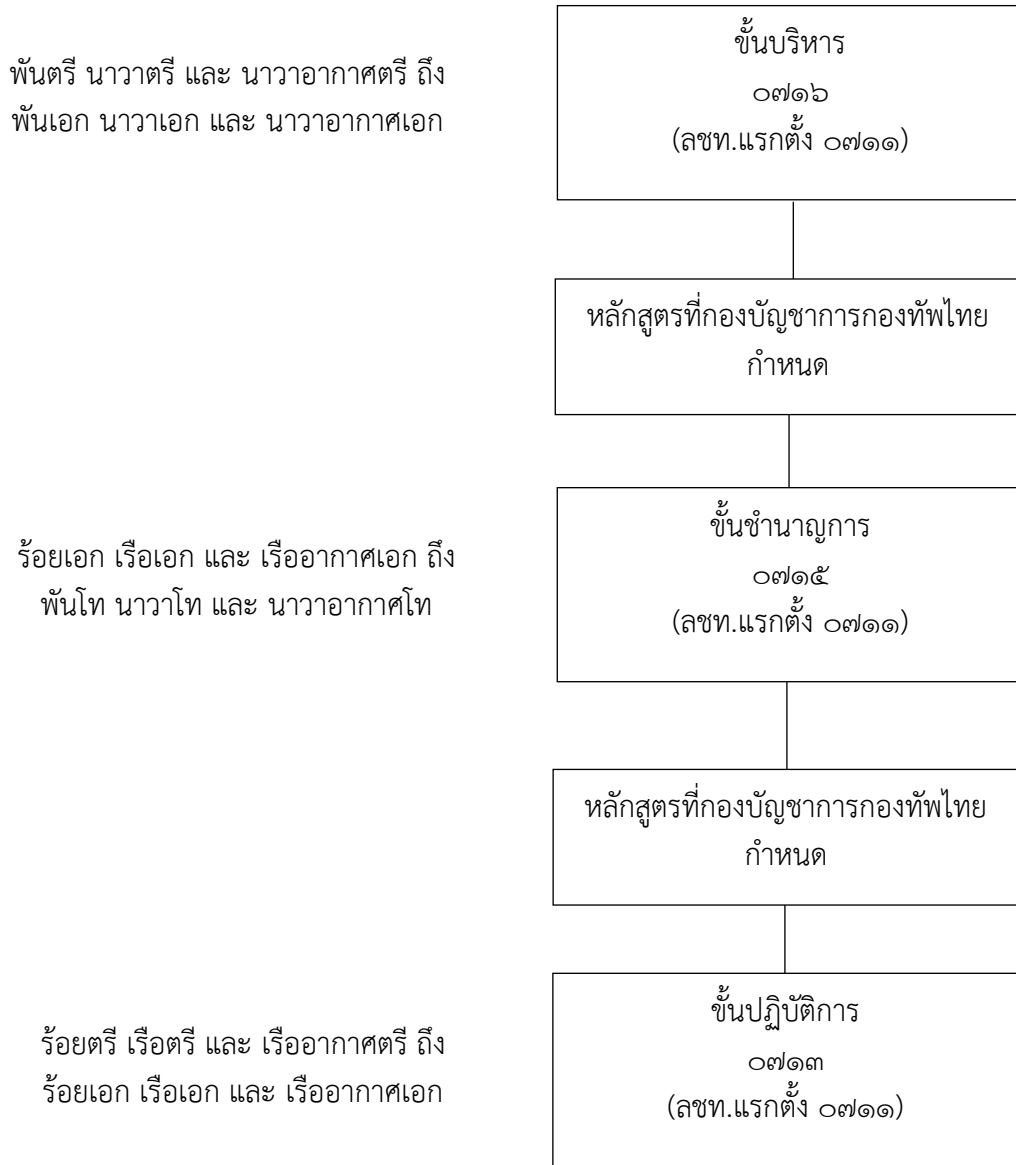 ขั้นบริหาร
๐๗๑๖
(ลชท.แรกตั้ง ๐๗๑๑)
พันตรี นาวาตรี และ นาวาอากาศตรี ถึง
พันเอก นาวาเอก และ นาวาอากาศเอก
หลักสูตรที่กองบัญชาการกองทัพไทย
กำหนด
ขั้นชำนาญการ
๐๗๑๕
(ลชท.แรกตั้ง ๐๗๑๑)
ร้อยเอก เรือเอก และ เรืออากาศเอก ถึง
พันโท นาวาโท และ นาวาอากาศโท
หลักสูตรที่กองบัญชาการกองทัพไทย
กำหนด
ขั้นปฏิบัติการ
๐๗๑๓
(ลชท.แรกตั้ง ๐๗๑๑)
ร้อยตรี เรือตรี และ เรืออากาศตรี ถึง
ร้อยเอก เรือเอก และ เรืออากาศเอก